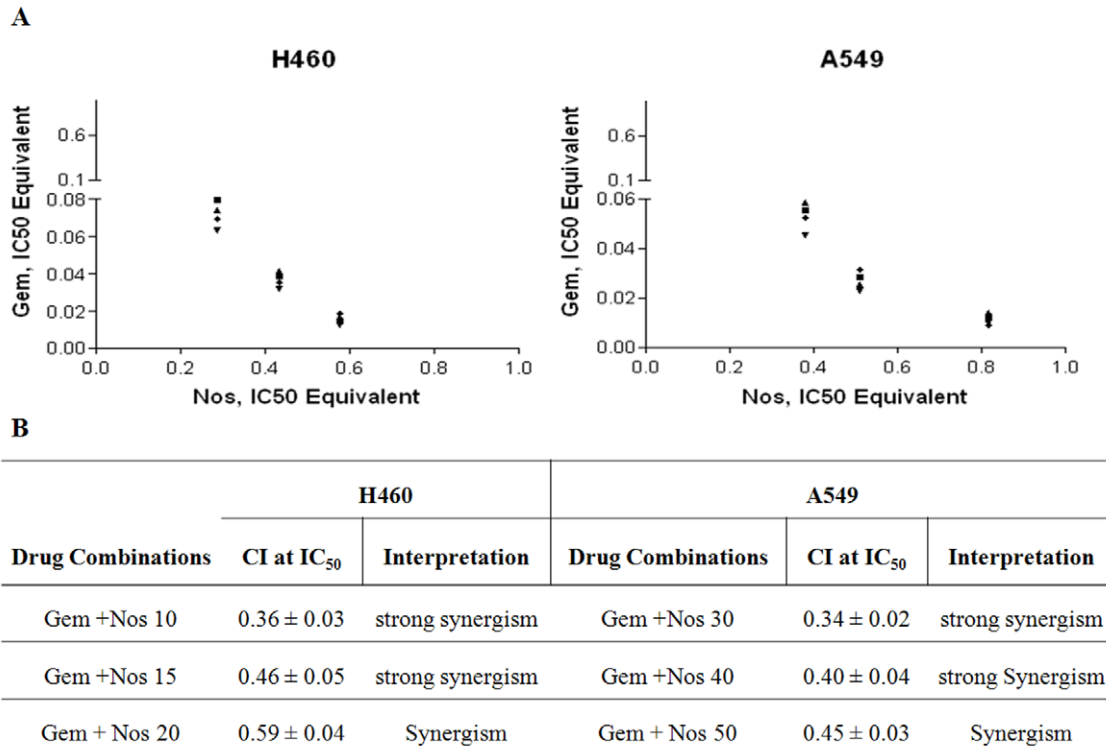 A
H460
A549
Gem, IC50 Equivalent
0.6
0.1
0.08
0.06
0.04
0.02
0.00
0.0 0.2 0.4 0.6 0.8 1.0
Nos, IC50 Equivalent
Gem, IC50 Equivalent
0.6
0.1
0.06
0.04
0.02
0.00
0.0 0.2 0.4 0.6 0.8 1.0
Nos, IC50 Equivalent
B
H460 A549
Drug Combinations CI at IC₅₀ Interpretation Drug Combinations CI at IC₅₀ Interpretation
Gem +Nos 10 0.36 ± 0.03 strong synergism Gem +Nos 30 0.34 ± 0.02 strong synergism
Gem +Nos 15 0.46 ± 0.05 strong synergism Gem +Nos 40 0.40 ± 0.04 strong Synergism
Gem + Nos 20 0.59 ± 0.04 Synergism Gem + Nos 50 0.45 ± 0.03 Synergism